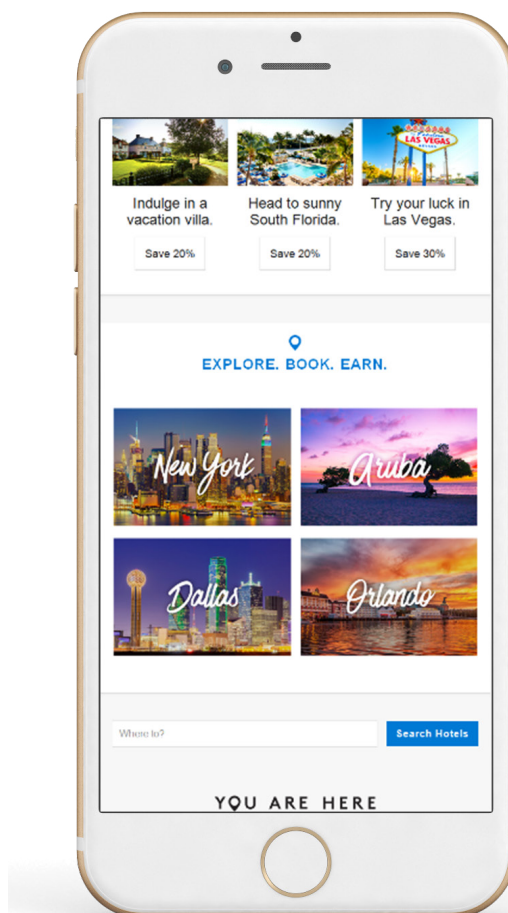 LAS VEGAS
Indulge in a
vacation villa.
Head to sunny
South Florida.
Try your luck in
Las Vegas.
Save 20%
Save 20%
Save 30%
EXPLORE. BOOK. EARN.
New York
Aruba
Dallas
Orlando
Where to?
Search Hotels
YOU ARE HERE